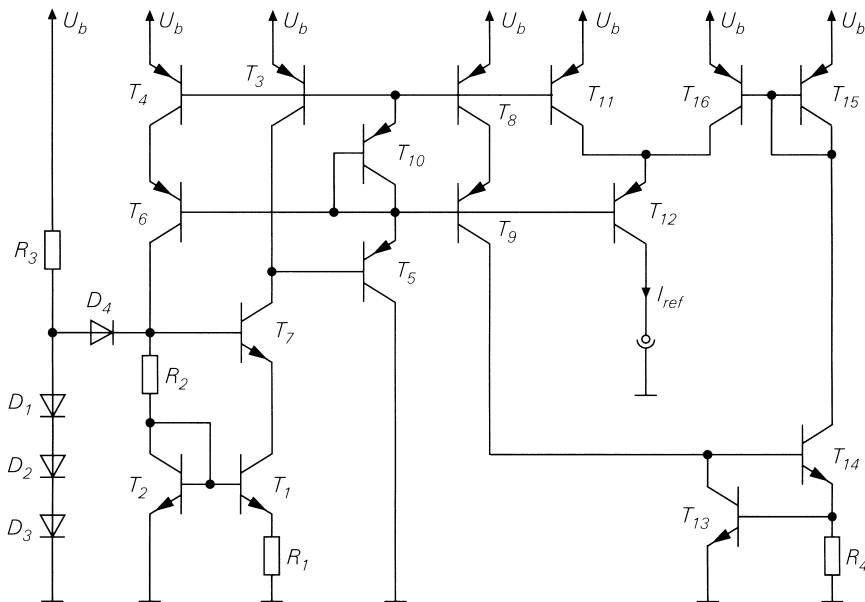 U_b U_b U_b U_b U_b U_b U_b
T_4 T_3 T_8 T_11 T_16 T_15
T_10
T_6 T_9 T_12
R_3 T_5
D_4 I_ref
T_7
R_2
D_1
D_2 T_2 T_1 T_14
D_3 T_13
R_1 R_4